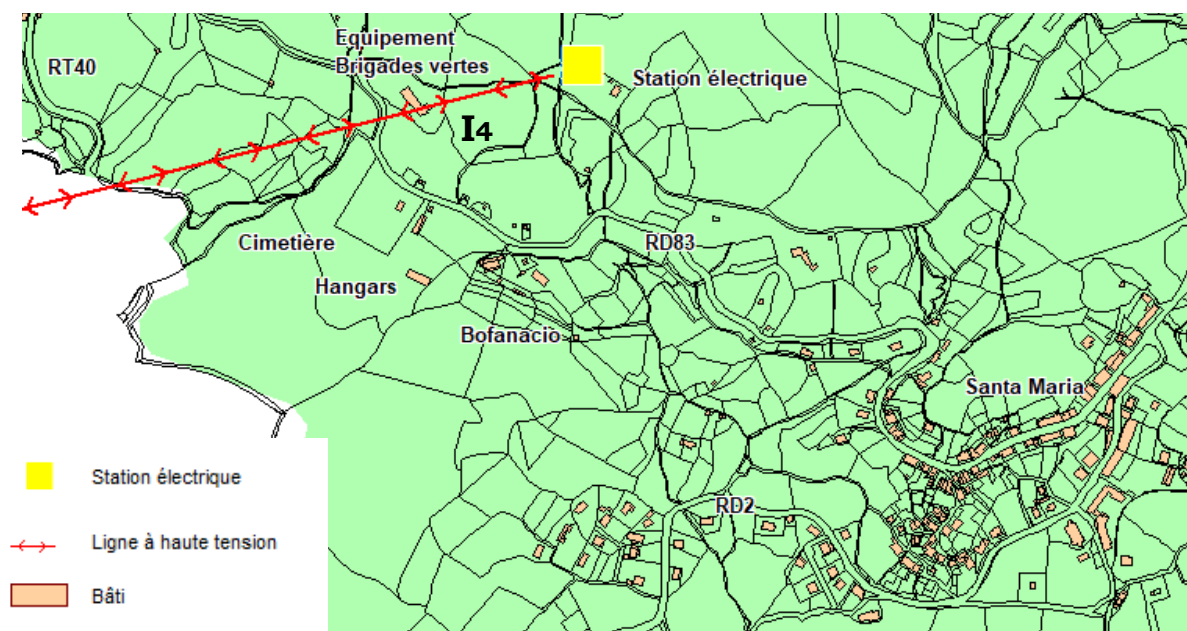 Equipement
Brigades vertes
RT40
Station électrique
I4
Cimetière
RD83
Hangars
Bofanacio
Santa Maria
RD2
Station électrique
Ligne à haute tension
Bâti